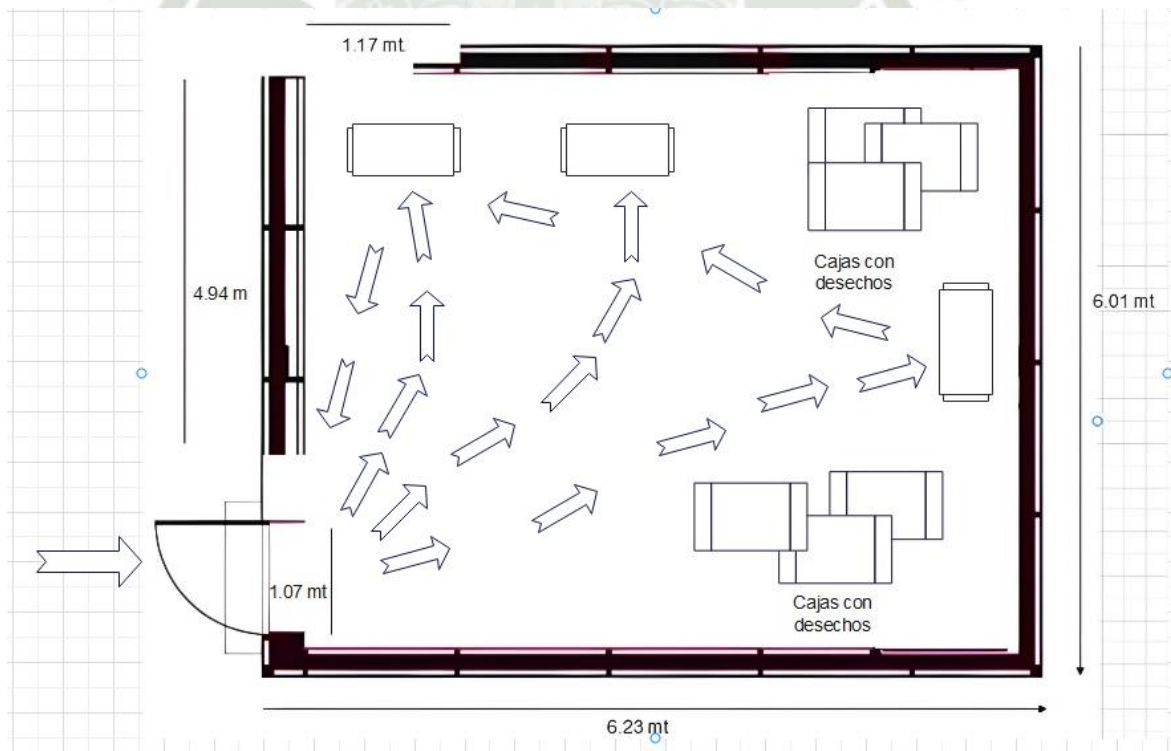 1.17 mt.
4.94 m
Cajas con
desechos
6.01 mt
1.07 mt
Cajas con
desechos
6.23 mt